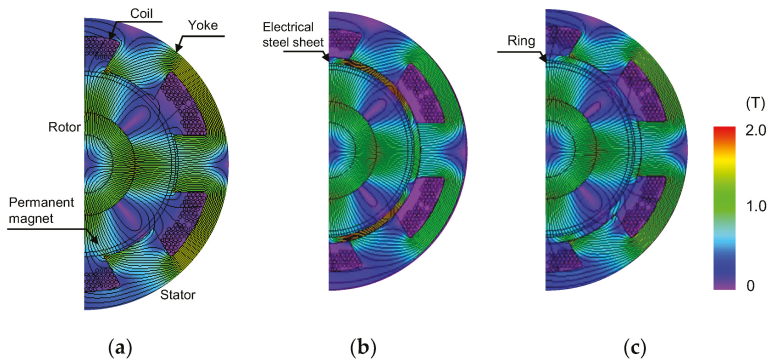 Coil
Yoke
Rotor
Permanent
magnet
Stator
Electrical
steel sheet
Ring
(T)
2.0
1.0
0
(a)
(b)
(c)